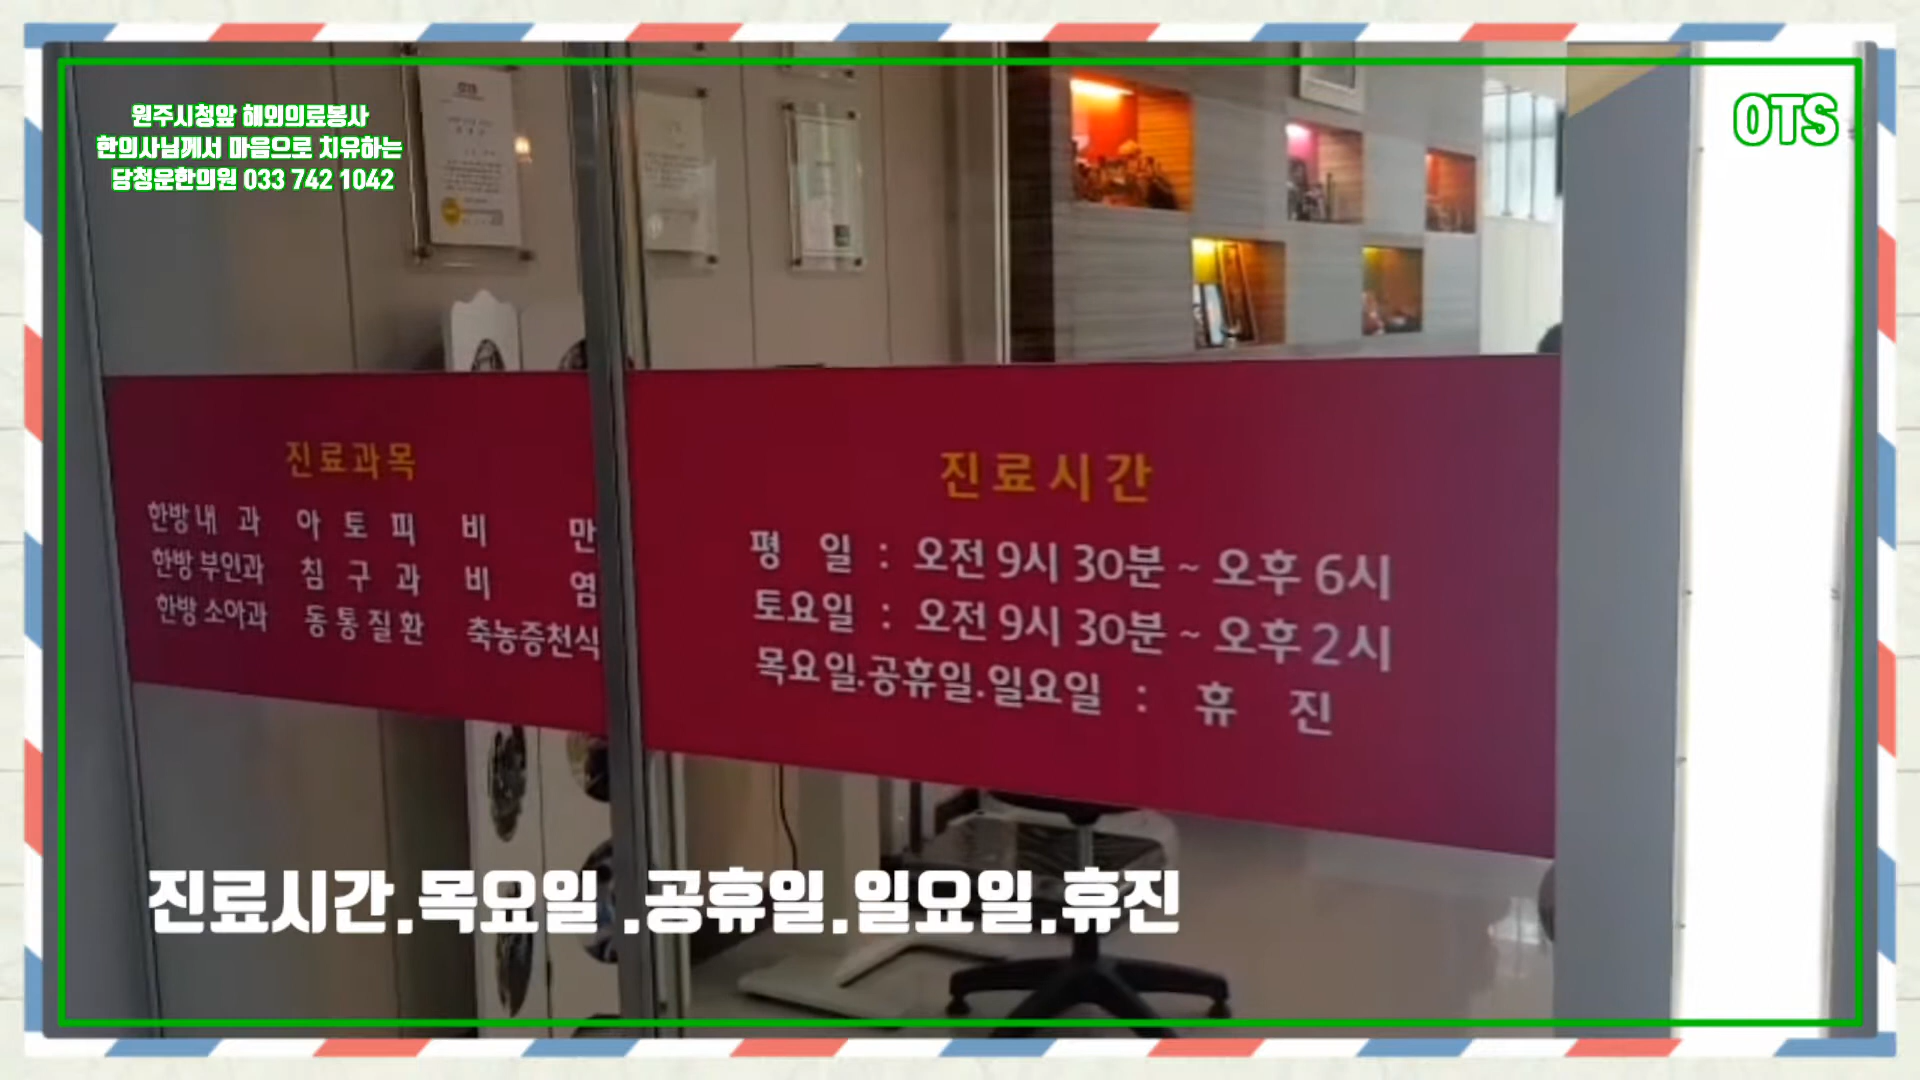 원주시청앞 해외의료봉사
한의사님께서 마음으로 치유하는
당청운한의원 033 742 1042
OTS
OTS
진료과목
한방 내 과 아 토 피 비 만
한방 부인과 침 구 과 비 염
한방 소아과 동 통 질 환 축농증천식
진료시간
평 일 : 오전 9시 30분 ~ 오후 6시
토요일 : 오전 9시 30분 ~ 오후 2시
목요일.공휴일.일요일 : 휴 진
진료시간.목요일 .공휴일.일요일.휴진